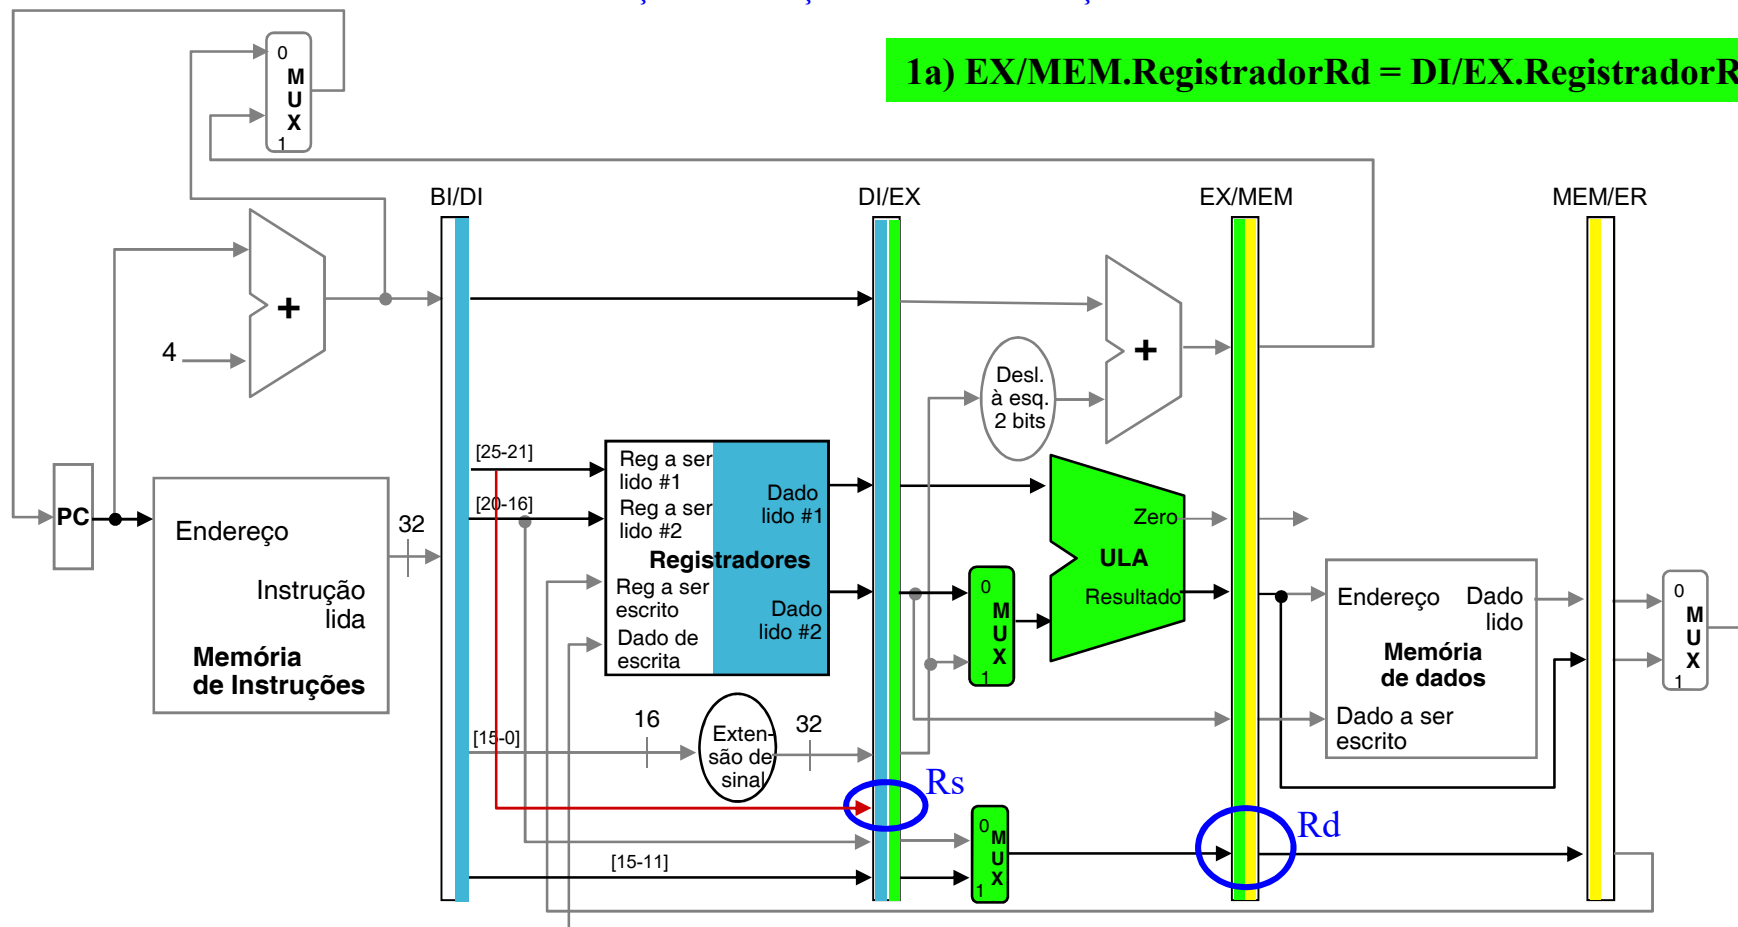 1a) EX/MEM.RegistradorRd = DI/EX.RegistradorR
0
M
U
X
1
BI/DI
DI/EX
EX/MEM
MEM/ER
+
4
+
Desl.
à esq.
2 bits
PC
Endereço
Instrução
lida
Memória
de Instruções
32
[25-21]
[20-16]
[15-0]
[15-11]
Reg a ser
lido #1
Reg a ser
lido #2
Registradores
Reg a ser
escrito
Dado de
escrita
Dado
lido #1
Dado
lido #2
16
Exten-
são de
sinal
32
0
M
U
X
1
Zero
ULA
Resultado
Endereço
Dado
lido
Memória
de dados
Dado a ser
escrito
0
M
U
X
1
Rs
0
M
U
X
1
Rd